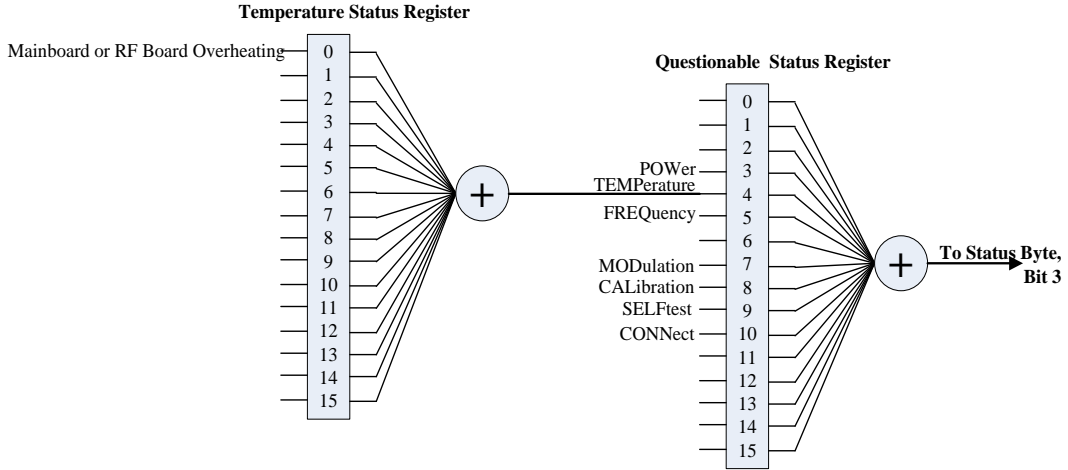 Temperature Status Register
Mainboard or RF Board Overheating
0
1
2
3
4
5
6
7
8
9
10
11
12
13
14
15
+
Questionable Status Register
POWer
TEMPerature
FREQuency
MODulation
CALibration
SELFtest
CONNect
0
1
2
3
4
5
6
7
8
9
10
11
12
13
14
15
+
To Status Byte,
Bit 3